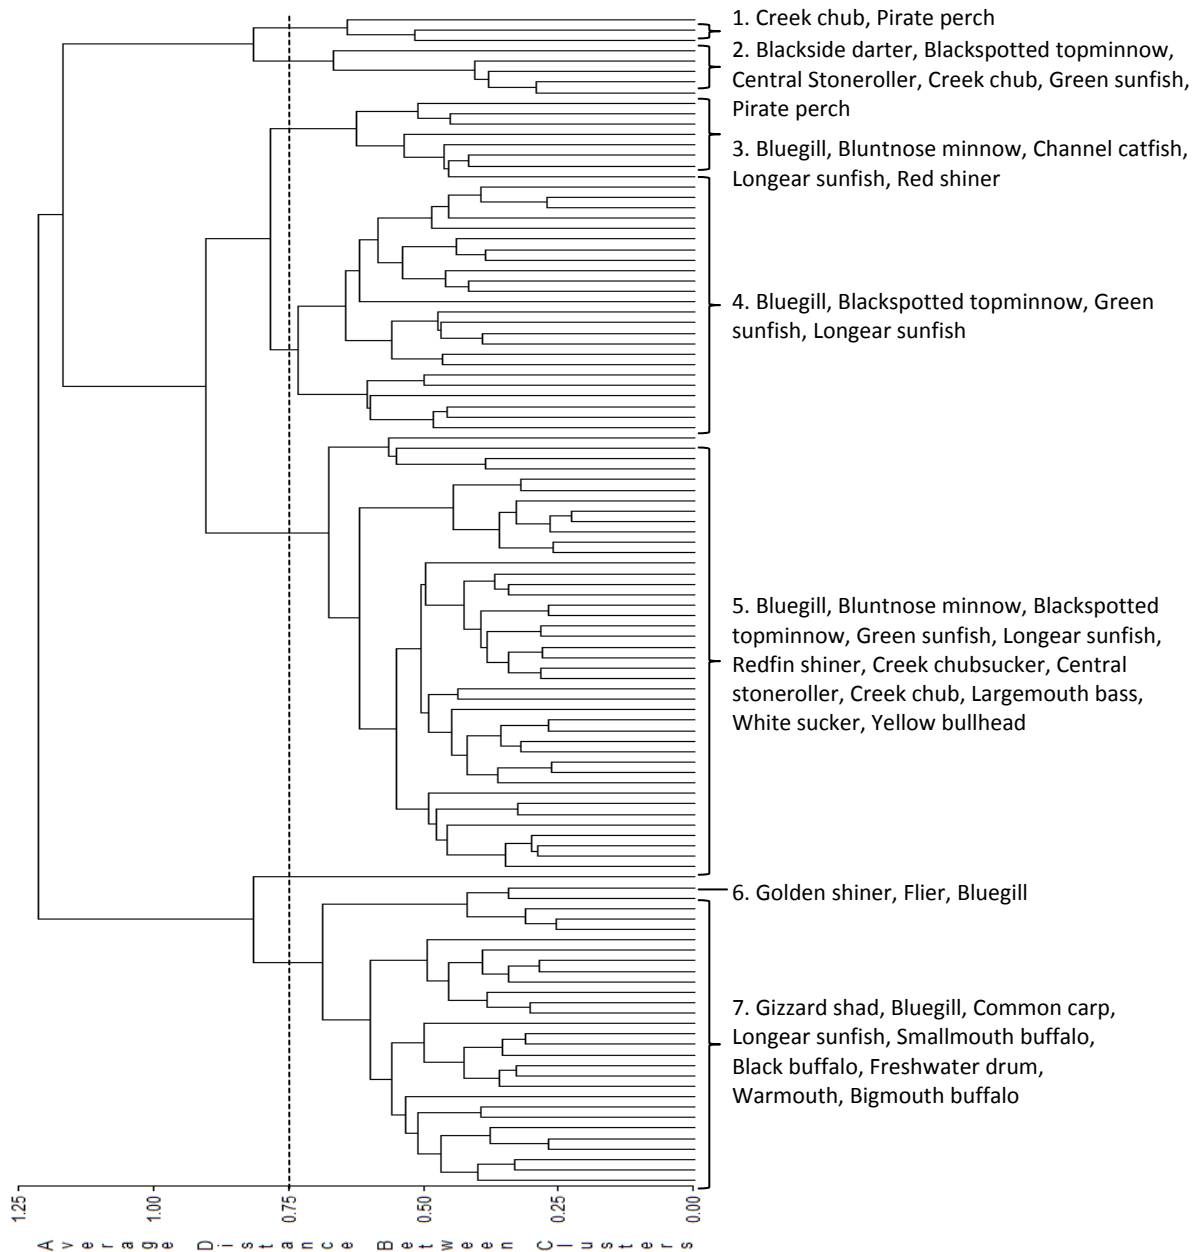 1. Creek chub, Pirate perch
2. Blackside darter, Blackspotted topminnow,
Central Stoneroller, Creek chub, Green sunfish,
Pirate perch
3. Bluegill, Bluntnose minnow, Channel catfish,
Longear sunfish, Red shiner
4. Bluegill, Blackspotted topminnow, Green
sunfish, Longear sunfish
5. Bluegill, Bluntnose minnow, Blackspotted
topminnow, Green sunfish, Longear sunfish,
Redfin shiner, Creek chubsucker, Central
stoneroller, Creek chub, Largemouth bass,
White sucker, Yellow bullhead
6. Golden shiner, Flier, Bluegill
7. Gizzard shad, Bluegill, Common carp,
Longear sunfish, Smallmouth buffalo,
Black buffalo, Freshwater drum,
Warmouth, Bigmouth buffalo
1.25 1.00 0.75 0.50 0.25 0.00
Average Distance Between Clusters